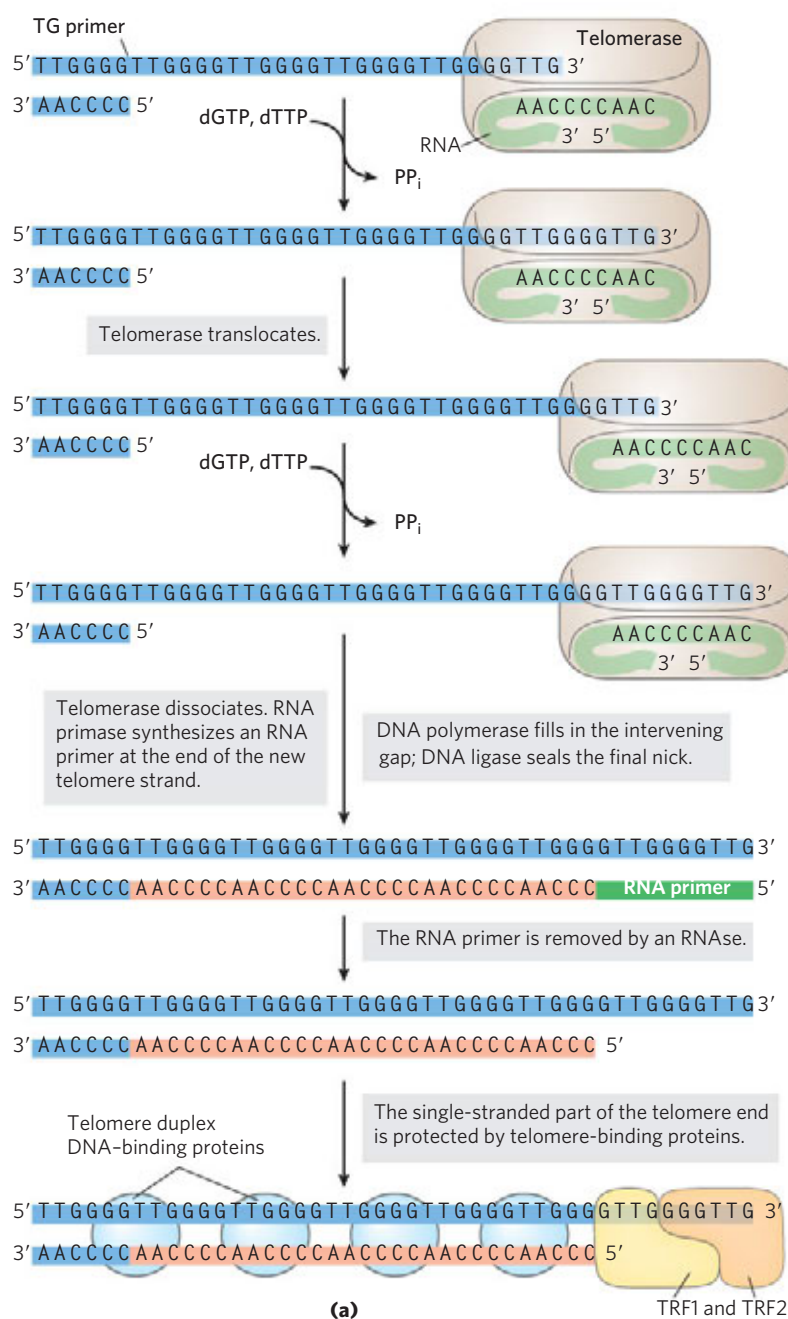 TG primer
Telomerase
5′ TTGGGGTTGGGGTTGGGGTTGGGGTTGGGGTTG 3′
3′ AACCCC 5′
dGTP, dTTP
AACCCCAAC
RNA
3′ 5′
PPi
5′ TTGGGGTTGGGGTTGGGGTTGGGGTTGGGGTTGGGGTTG 3′
3′ AACCCC 5′
AACCCCAAC
3′ 5′
Telomerase translocates.
5′ TTGGGGTTGGGGTTGGGGTTGGGGTTGGGGTTGGGGTTG 3′
3′ AACCCC 5′
AACCCCAAC
dGTP, dTTP
3′ 5′
PPi
5′ TTGGGGTTGGGGTTGGGGTTGGGGTTGGGGTTGGGGTTGGGGTTG 3′
3′ AACCCC 5′
AACCCCAAC
3′ 5′
Telomerase dissociates. RNA
primase synthesizes an RNA
primer at the end of the new
telomere strand.
DNA polymerase fills in the intervening
gap; DNA ligase seals the final nick.
5′ TTGGGGTTGGGGTTGGGGTTGGGGTTGGGGTTGGGGTTGGGGTTG 3′
3′ AACCCCAACCCCAACCCCAACCCCAACCCCAACCC RNA primer 5′
The RNA primer is removed by an RNAse.
5′ TTGGGGTTGGGGTTGGGGTTGGGGTTGGGGTTGGGGTTGGGGTTG 3′
3′ AACCCCAACCCCAACCCCAACCCCAACCCCAACCC 5′
Telomere duplex
DNA–binding proteins
The single-stranded part of the telomere end
is protected by telomere-binding proteins.
5′ TTGGGGTTGGGGTTGGGGTTGGGGTTGGGGTTGGGGTTGGGGTTG 3′
3′ AACCCCAACCCCAACCCCAACCCCAACCCCAACCC 5′
(a)
TRF1 and TRF2